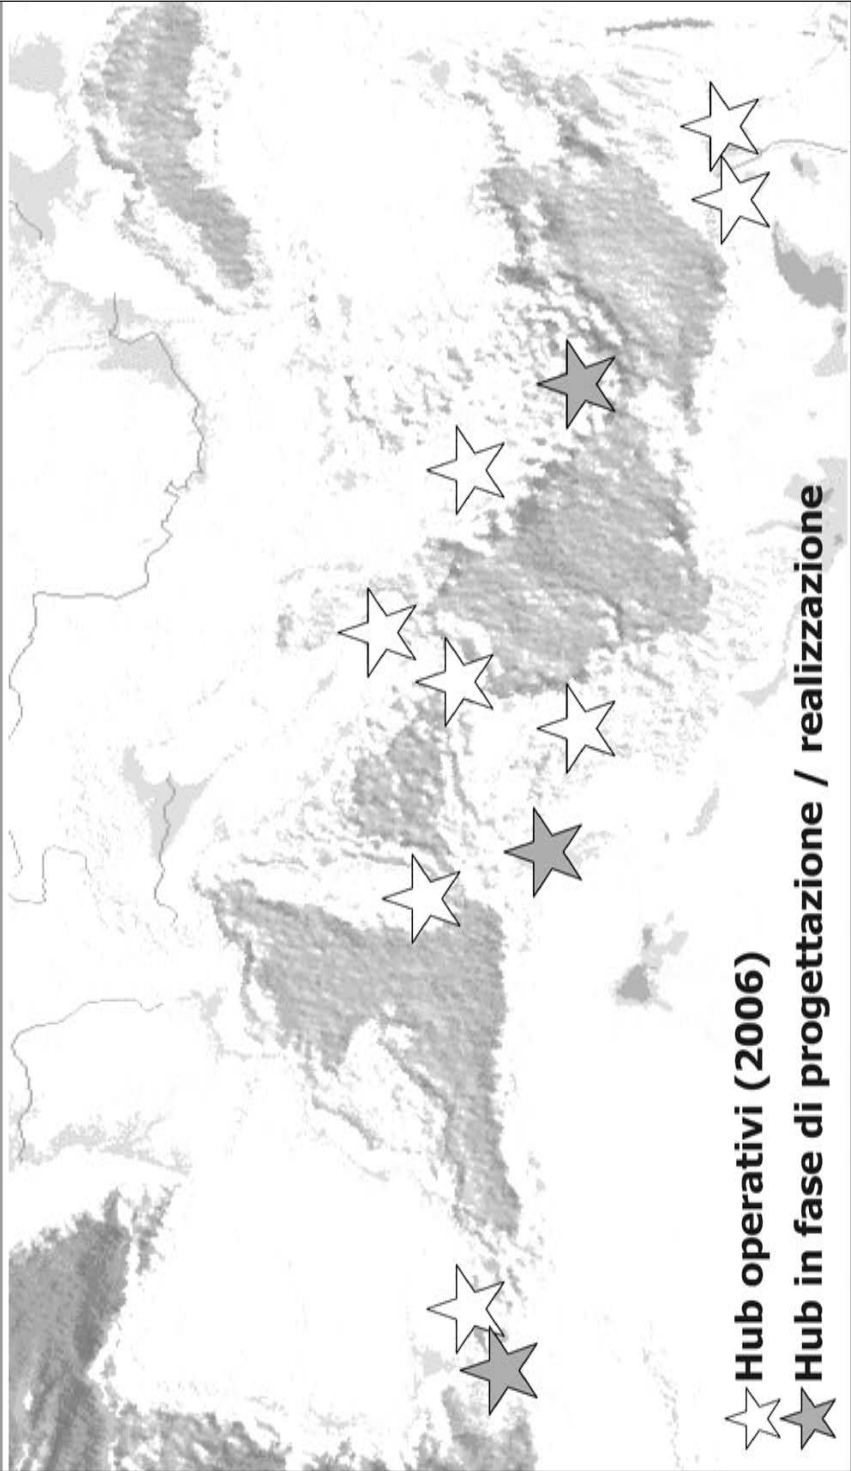 Hub operativi (2006)
Hub in fase di progettazione / realizzazione